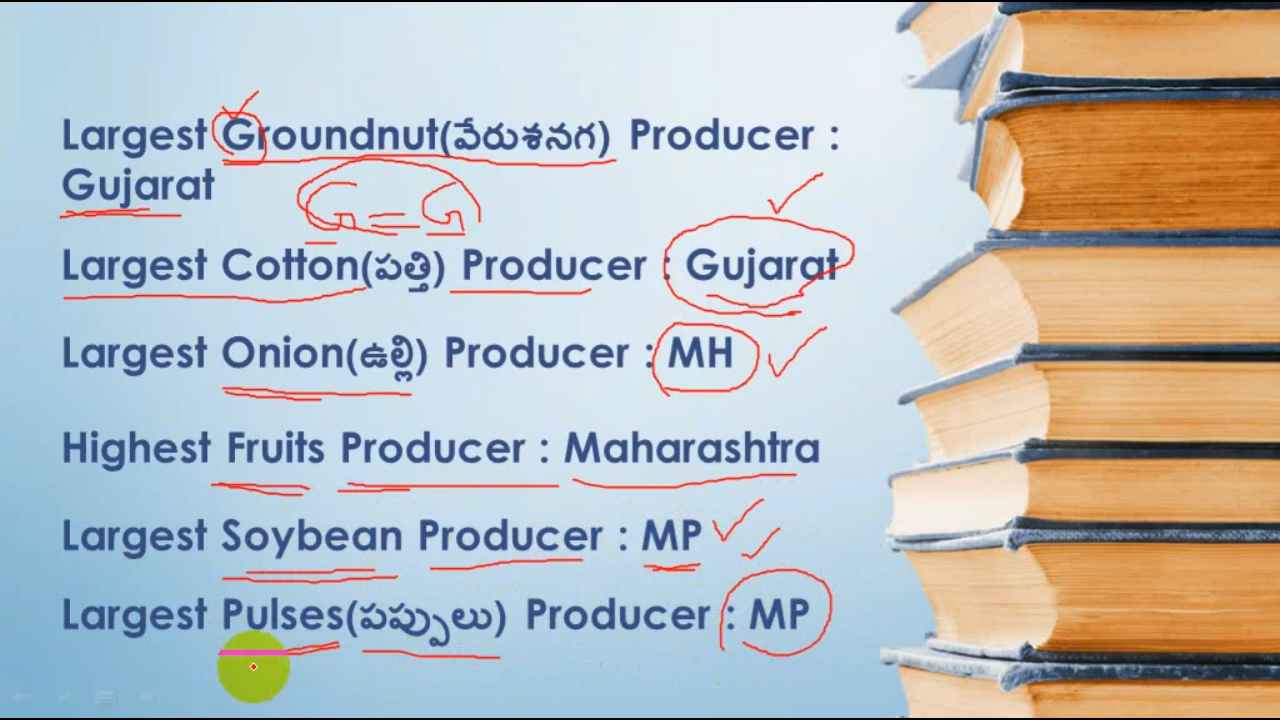 Largest Groundnut(వేరుశనగ) Producer :
Gujarat
G = G
Largest Cotton(పత్తి) Producer : Gujarat
Largest Onion(ఉల్లి) Producer : MH
Highest Fruits Producer : Maharashtra
Largest Soybean Producer : MP
Largest Pulses(పప్పులు) Producer : MP